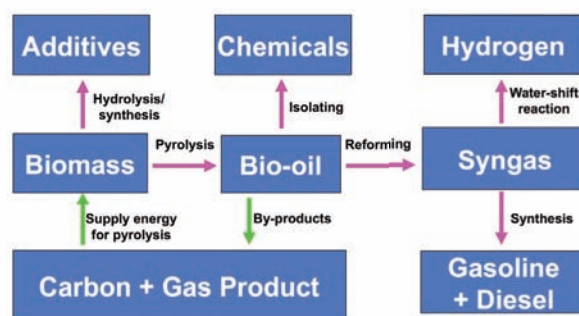 Additives
Chemicals
Hydrogen
Hydrolysis/
synthesis
Isolating
Water-shift
reaction
Biomass
Pyrolysis
Bio-oil
Reforming
Syngas
Supply energy
for pyrolysis
By-products
Synthesis
Carbon + Gas Product
Gasoline
+ Diesel